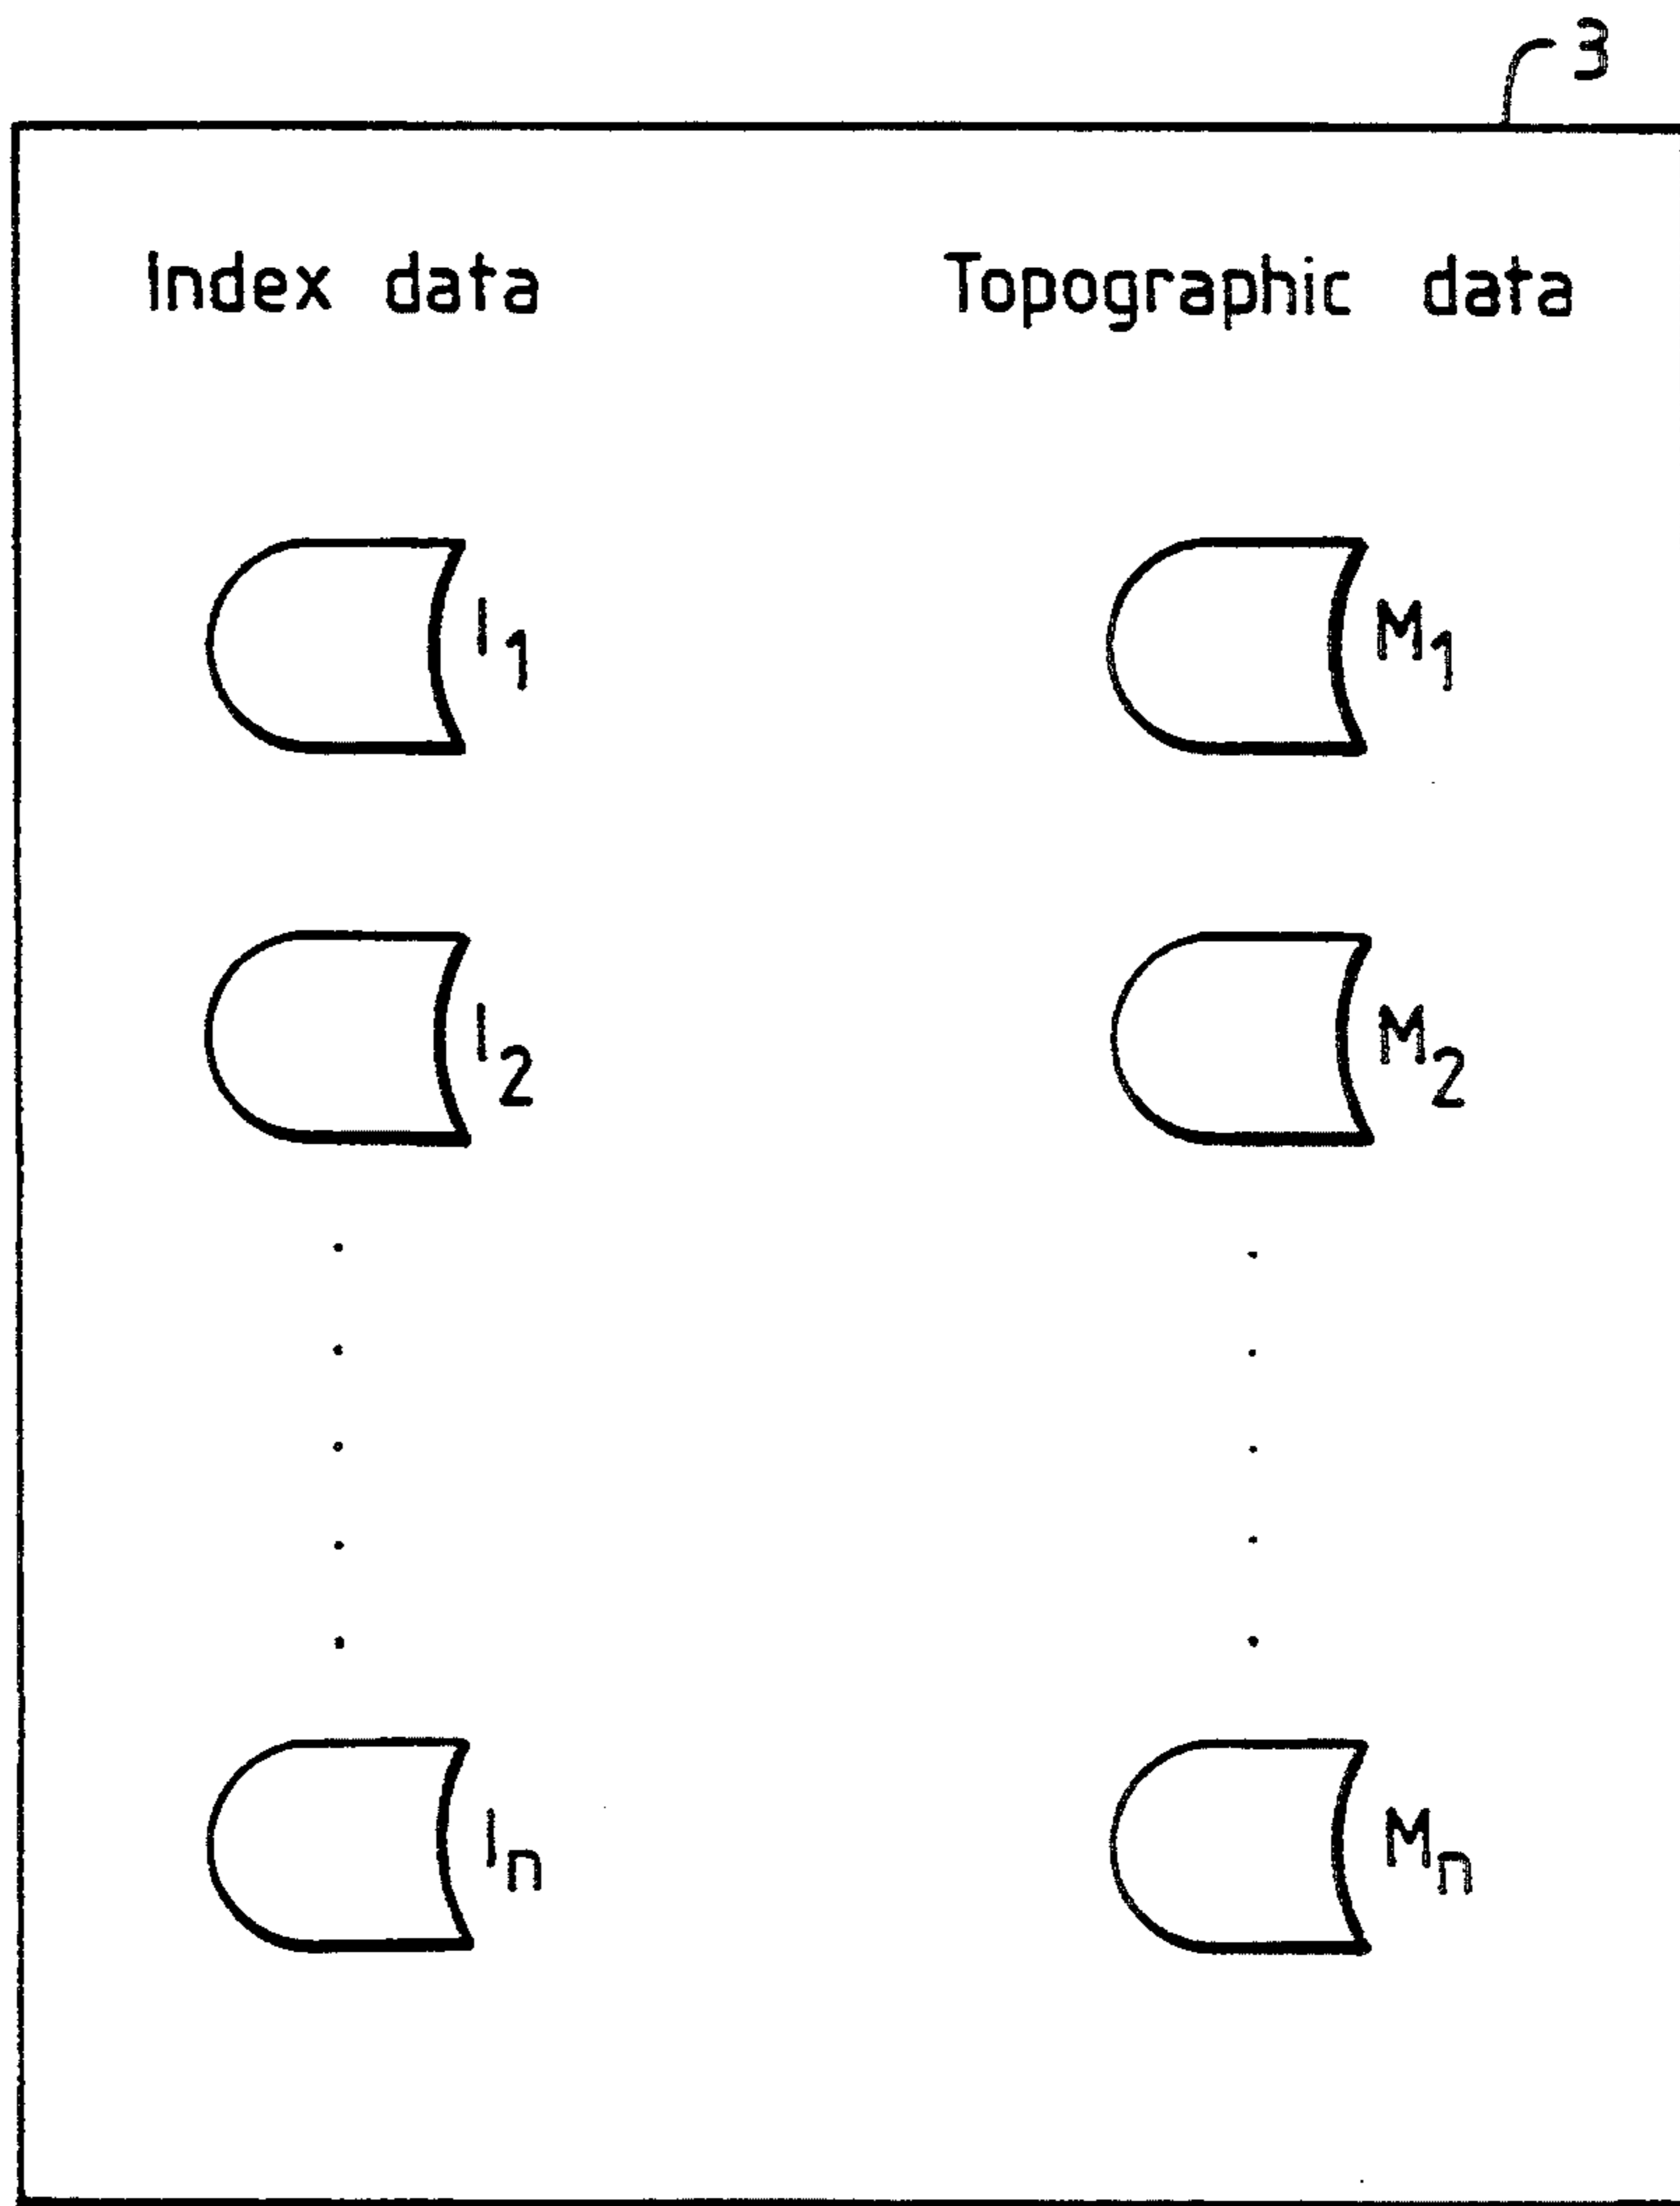 3
Index data Topographic data
I1 M1
I2 M2
In Mn